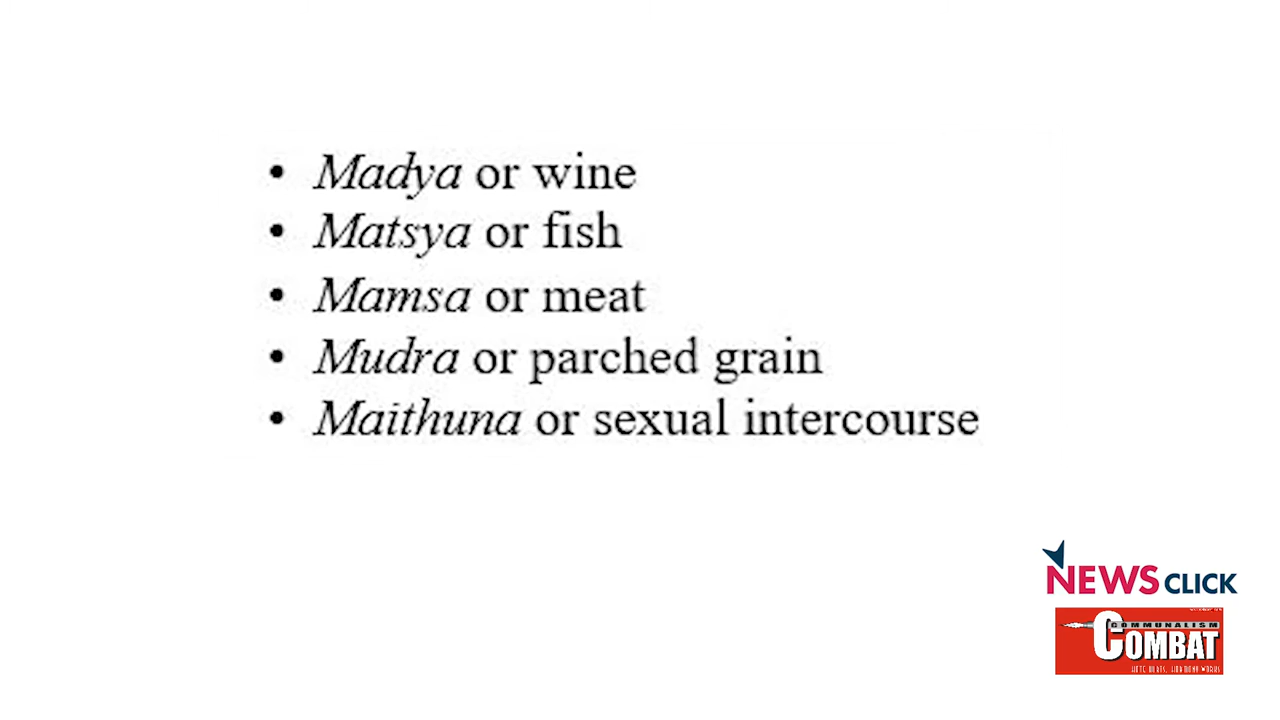 • Madya or wine
• Matsya or fish
• Mamsa or meat
• Mudra or parched grain
• Maithuna or sexual intercourse
NEWS CLICK
COMMUNALISM
COMBAT